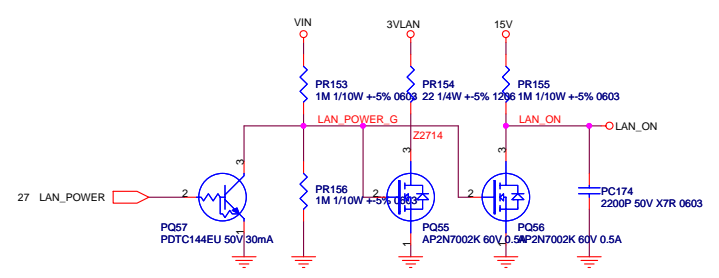 VIN
3VLAN
15V
PR153
1M 1/10W +-5% 0603
PR154
22 1/4W +-5% 1206
PR155
1M 1/10W +-5% 0603
LAN_POWER_G
LAN_ON
LAN_ON
Z2714
3
3
3
27 LAN_POWER
2
2
2
PR156
1M 1/10W +-5% 0603
PC174
2200P 50V X7R 0603
PQ57
PDTC144EU 50V 30mA
1
PQ55
AP2N7002K 60V 0.5A
1
PQ56
AP2N7002K 60V 0.5A
1